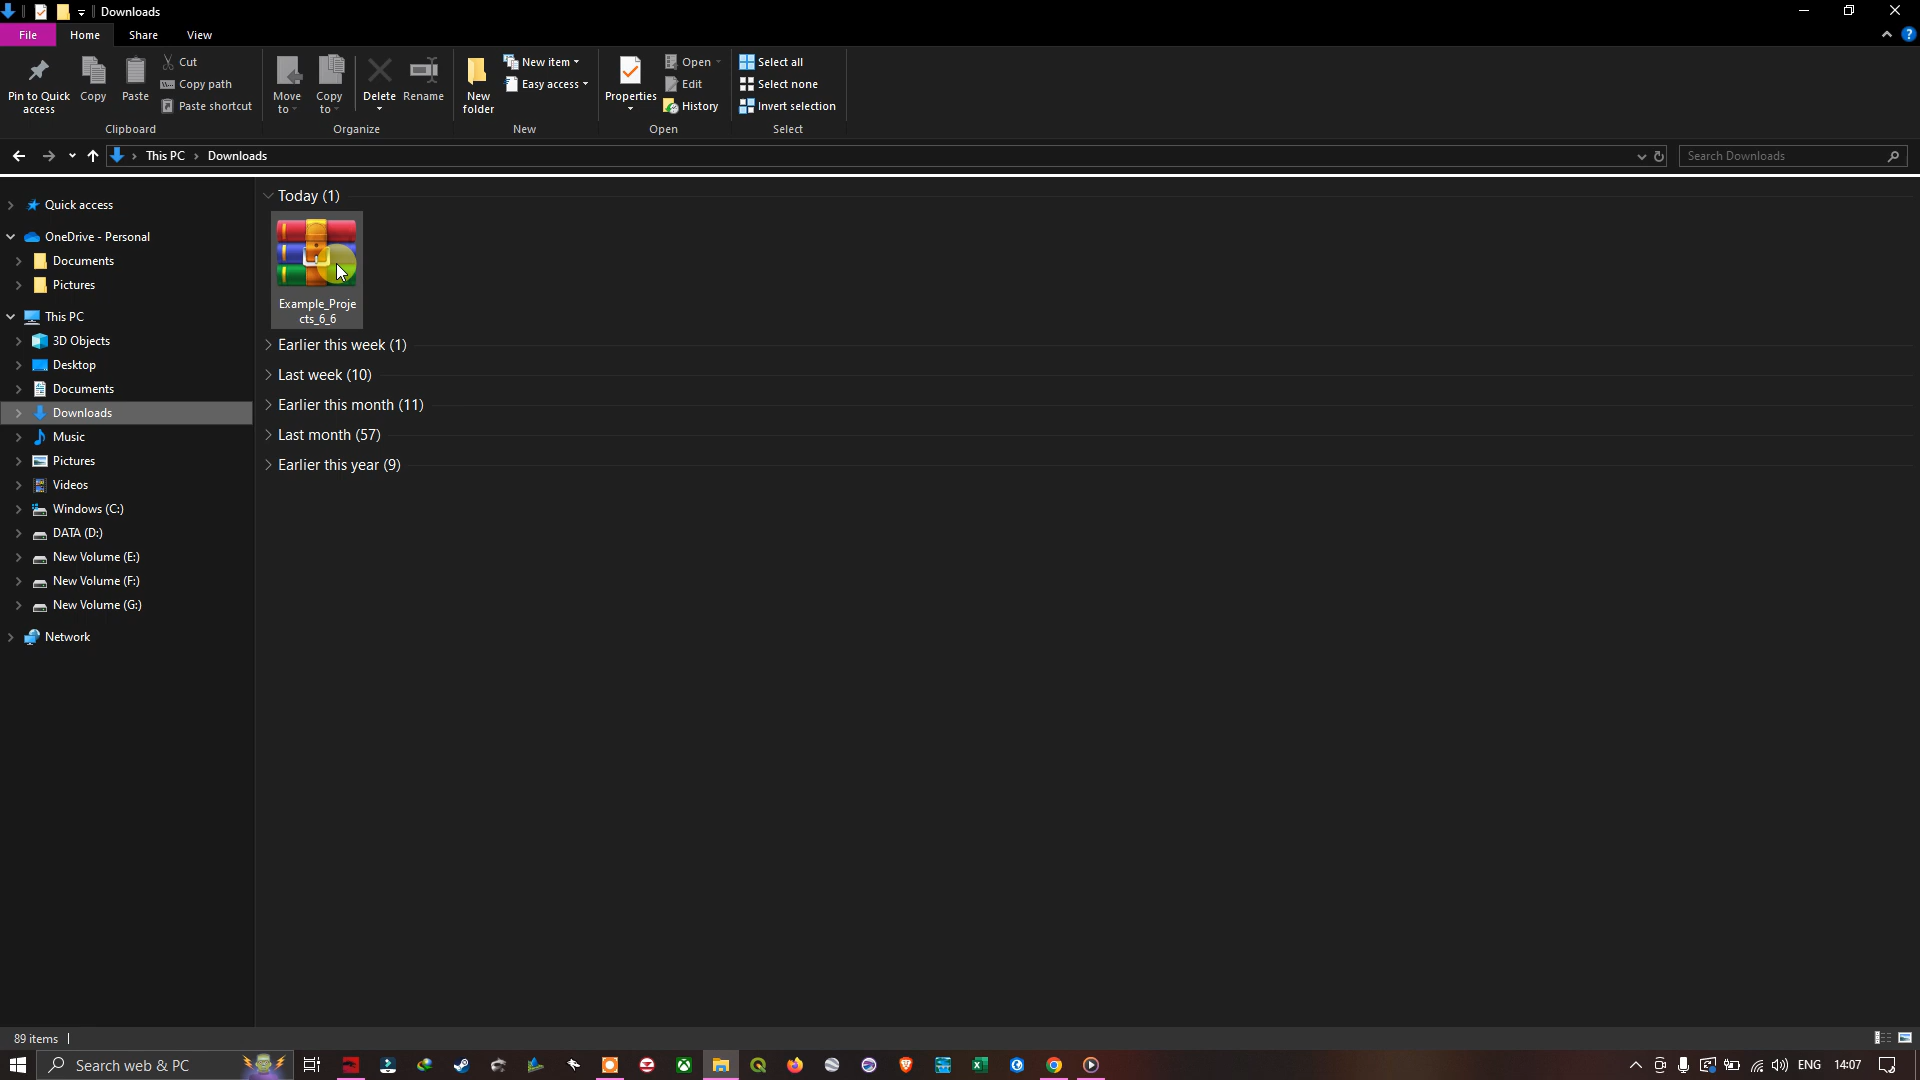 Downloads
File Home Share View
Pin to Quick access
Copy
Paste
Cut
Copy path
Paste shortcut
Clipboard
Move to
Copy to
Delete
Rename
Organize
New folder
New item
Easy access
New
Properties
Open
Edit
History
Open
Select all
Select none
Invert selection
Select
This PC > Downloads
Search Downloads
Quick access
OneDrive - Personal
Documents
Pictures
This PC
3D Objects
Desktop
Documents
Downloads
Music
Pictures
Videos
Windows (C:)
DATA (D:)
New Volume (E:)
New Volume (F:)
New Volume (G:)
Network
Today (1)
Example_Proje
cts_6_6
Earlier this week (1)
Last week (10)
Earlier this month (11)
Last month (57)
Earlier this year (9)
89 items
Search web & PC
ENG
14:07